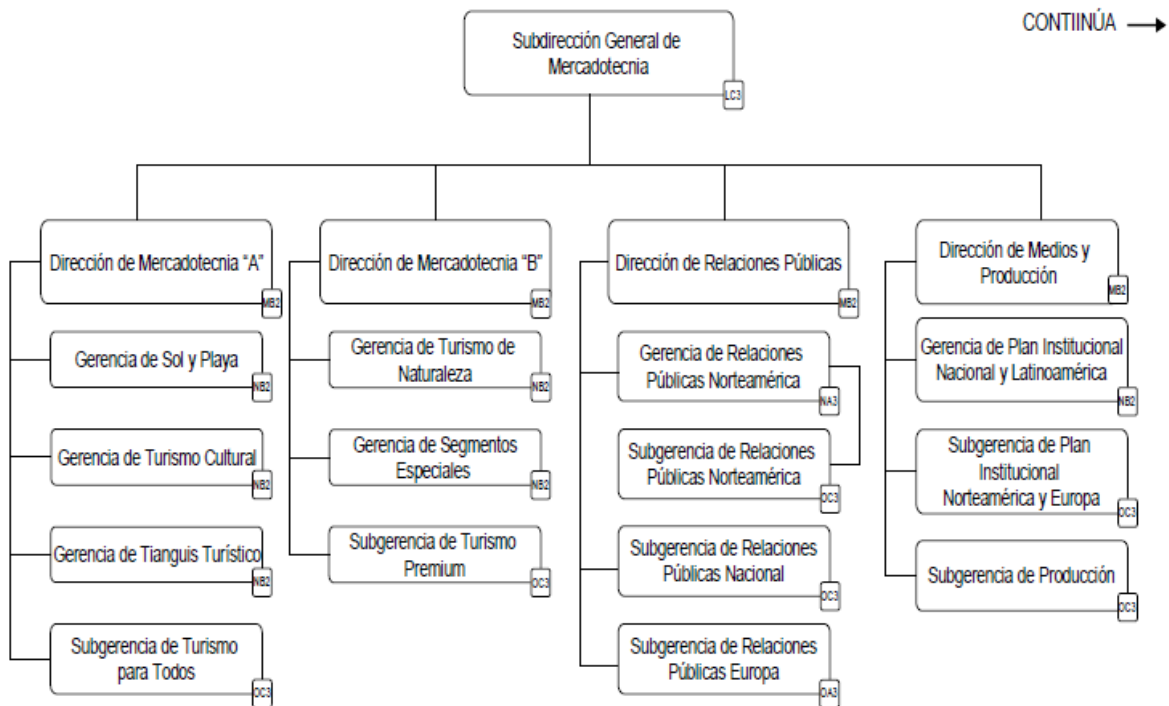 CONTIINÚA
Subdirección General de
Mercadotecnia
LC3
Dirección de Mercadotecnia “A”
MB2
Gerencia de Sol y Playa
NB2
Gerencia de Turismo Cultural
NB2
Gerencia de Tianguis Turístico
NB2
Subgerencia de Turismo
para Todos
OC3
Dirección de Mercadotecnia “B”
MB2
Gerencia de Turismo de
Naturaleza
NB2
Gerencia de Segmentos
Especiales
NB2
Subgerencia de Turismo
Premium
OC3
Dirección de Relaciones Públicas
MB2
Gerencia de Relaciones
Públicas Norteamérica
NA3
Subgerencia de Relaciones
Públicas Norteamérica
OC3
Subgerencia de Relaciones
Públicas Nacional
OC3
Subgerencia de Relaciones
Públicas Europa
OA3
Dirección de Medios y
Producción
MB2
Gerencia de Plan Institucional
Nacional y Latinoamérica
NB2
Subgerencia de Plan
Institucional
Norteamérica y Europa
OC3
Subgerencia de Producción
OC3